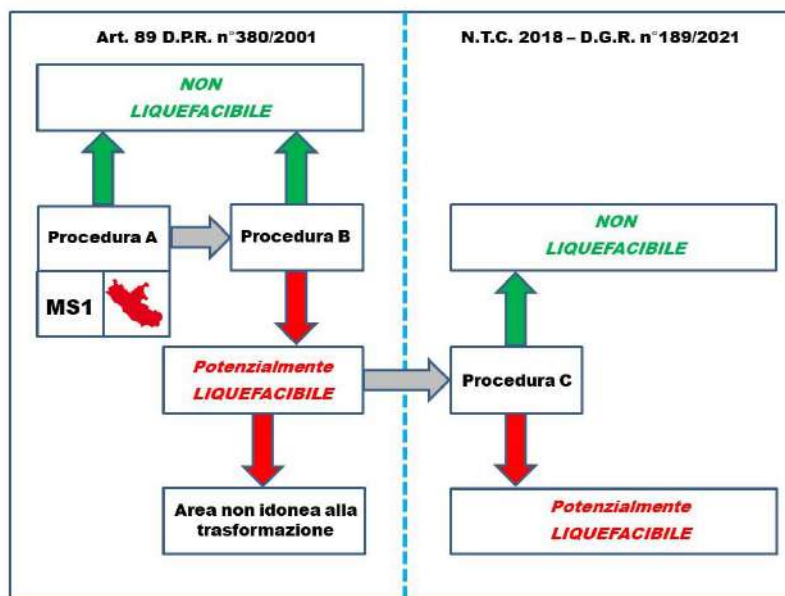 Art. 89 D.P.R. n°380/2001
N.T.C. 2018 – D.G.R. n°189/2021
NON
LIQUEFACIBILE
Procedura A
Procedura B
NON
LIQUEFACIBILE
MS1
Potenzialmente
LIQUEFACIBILE
Procedura C
Area non idonea alla
trasformazione
Potenzialmente
LIQUEFACIBILE